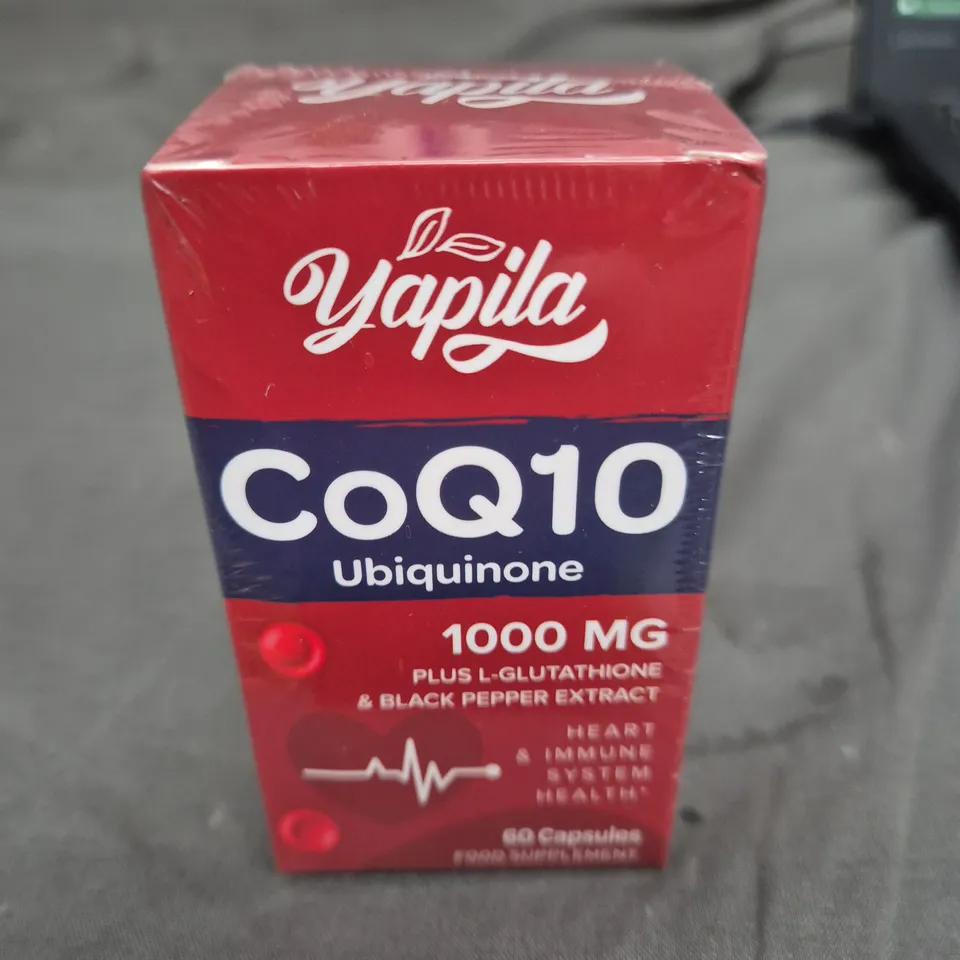 Yapila
Yapila
CoQ10
Ubiquinone
1000 MG
PLUS L-GLUTATHIONE
& BLACK PEPPER EXTRACT
HEART
& IMMUNE
SYSTEM
HEALTH*
60 Capsules
FOOD SUPPLEMENT